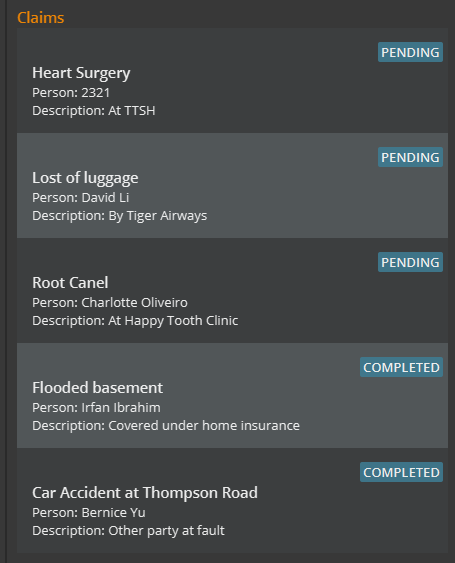 Claims
PENDING
Heart Surgery
Person: 2321
Description: At TTSH
PENDING
Lost of luggage
Person: David Li
Description: By Tiger Airways
PENDING
Root Canel
Person: Charlotte Oliveiro
Description: At Happy Tooth Clinic
COMPLETED
Flooded basement
Person: Irfan Ibrahim
Description: Covered under home insurance
COMPLETED
Car Accident at Thompson Road
Person: Bernice Yu
Description: Other party at fault